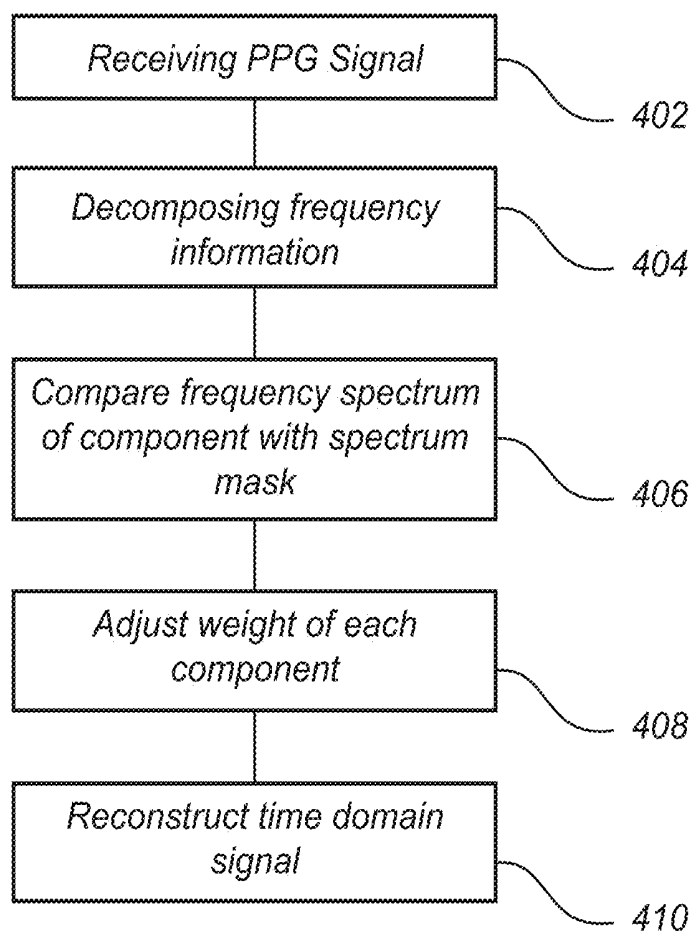 Receiving PPG Signal
402
Decomposing frequency
information
404
Compare frequency spectrum
of component with spectrum
mask
406
Adjust weight of each
component
408
Reconstruct time domain
signal
410